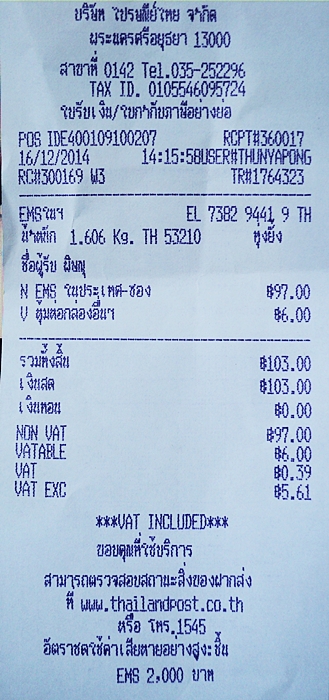 บริษัท ไปรษณีย์ไทย จำกัด
พระนครศรีอยุธยา 13000
สาขาที่ 0142 Tel.035-252296
TAX ID. 0105546095724
ใบรับเงิน/ใบกำกับภาษีอย่างย่อ
POS IDE400109100207 RCPT#360017
16/12/2014 14:15:58USER#THUNYAPONG
RC#300169 W3 TR#1764323
EMSในฯ EL 7382 9441 9 TH
น้ำหนัก 1.606 Kg. TH 53210 ทุ่งยั้ง
ชื่อผู้รับ พิษณุ
N EMS ในประเทศ-ซอง ฿97.00
V หุ้มห่อกล่องอื่นๆ ฿6.00
รวมทั้งสิ้น ฿103.00
เงินสด ฿103.00
เงินทอน ฿0.00
NON VAT ฿97.00
VATABLE ฿6.00
VAT ฿0.39
VAT EXC ฿5.61
***VAT INCLUDED***
ขอบคุณที่ใช้บริการ
สามารถตรวจสอบสถานะสิ่งของฝากส่ง
ที่ www.thailandpost.co.th
หรือ โทร.1545
อัตราชดใช้ค่าเสียหายอย่างสูงชิ้น
EMS 2,000 บาท